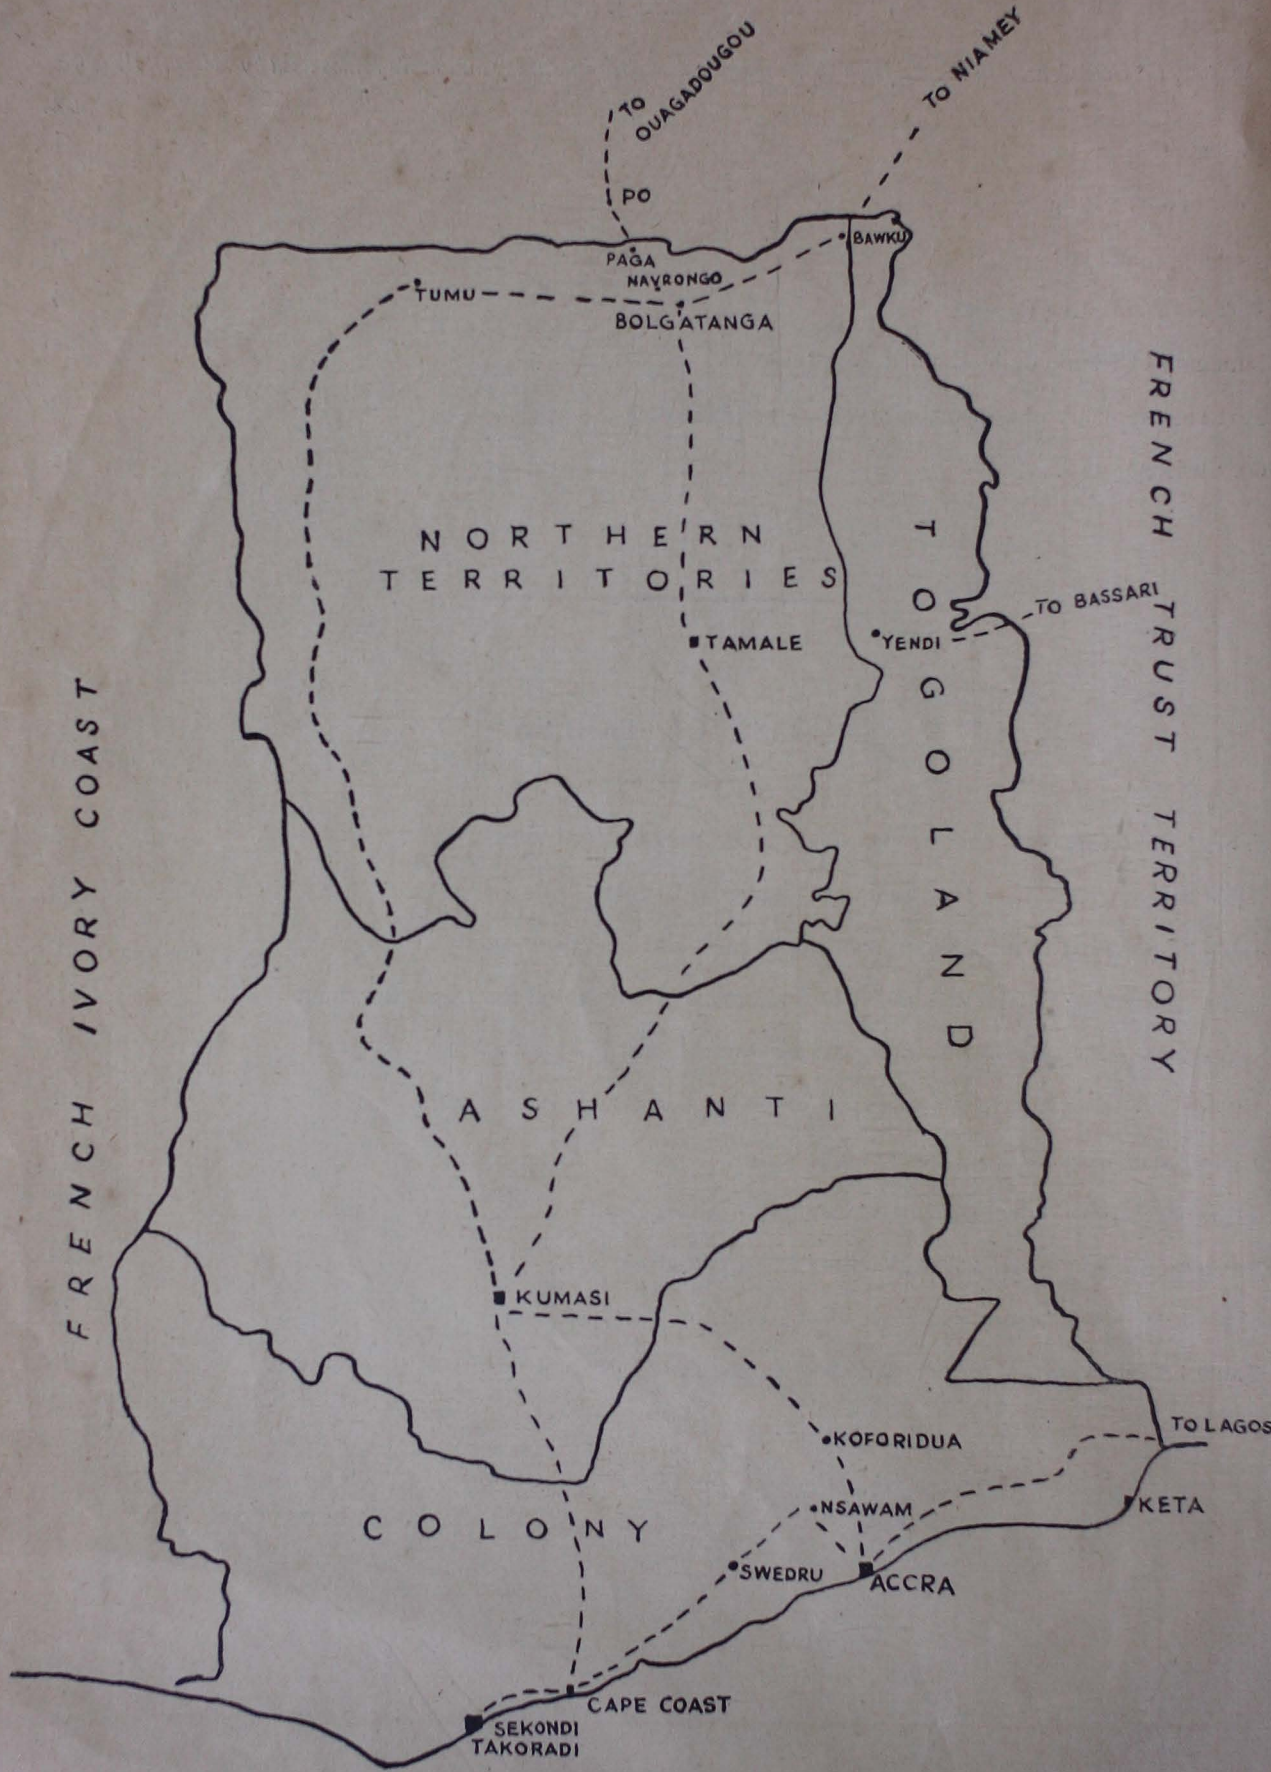 TO
OUAGADOUGOU
TO NIAMEY
PO
PAGA
BAWKU
NAVRONGO
TUMU
BOLGATANGA
NORTHERN
TERRITORIES
TAMALE
YENDI
TO BASSARI
TOGOLAND
FRENCH TRUST TERRITORY
FRENCH IVORY COAST
ASHANTI
KUMASI
KOFORIDUA
TO LAGOS
NSAWAM
KETA
COLONY
SWEDRU
ACCRA
CAPE COAST
SEKONDI
TAKORADI